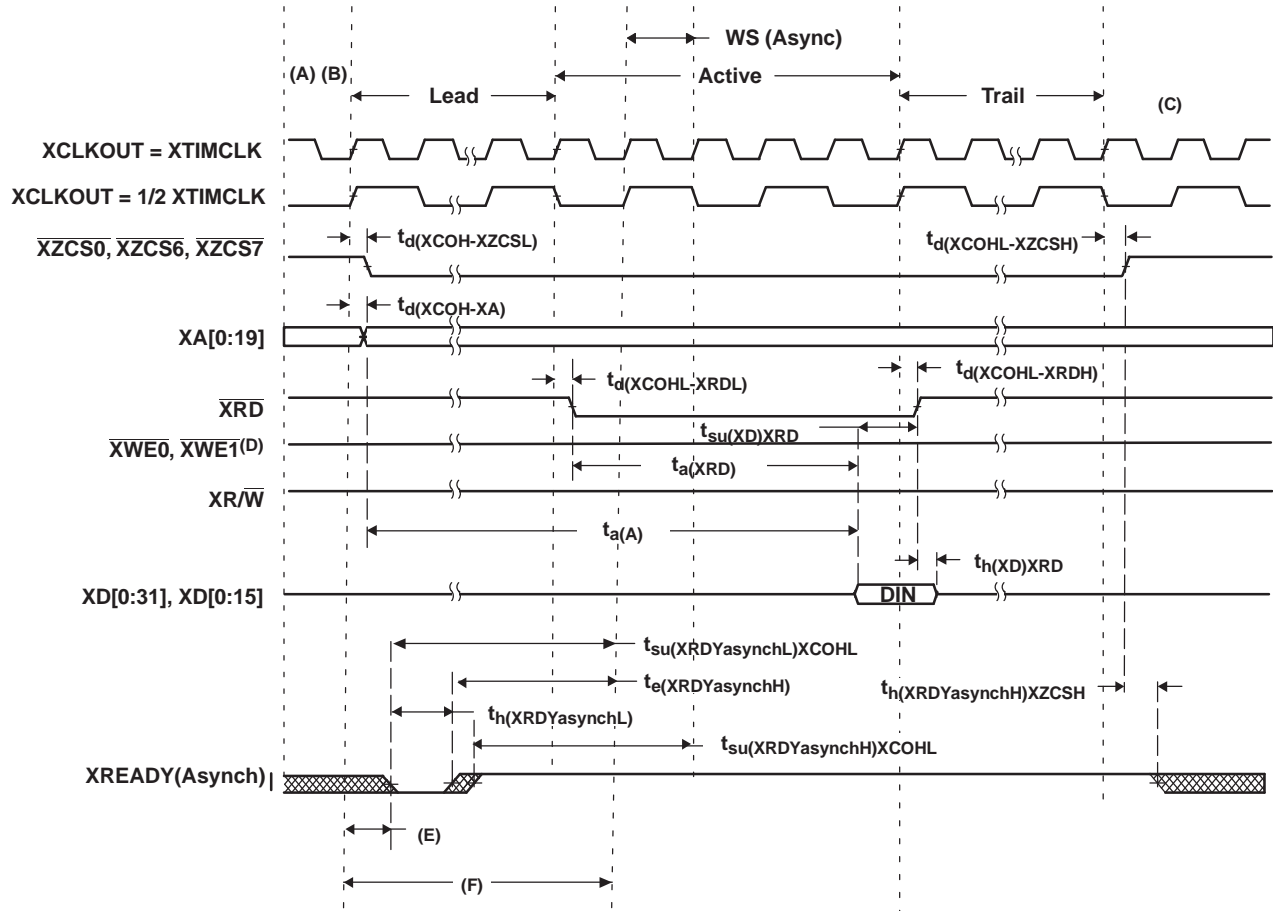 WS (Async)
(A) (B)
Active
Lead
Trail
(C)
XCLKOUT = XTIMCLK
XCLKOUT = 1/2 XTIMCLK
td(XCOH-XZCSL)
td(XCOHL-XZCSH)
XZCS0, XZCS6, XZCS7
td(XCOH-XA)
XA[0:19]
td(XCOHL-XRDL)
td(XCOHL-XRDH)
XRD
tsu(XD)XRD
XWE0, XWE1(D)
ta(XRD)
XR/W
ta(A)
th(XD)XRD
XD[0:31], XD[0:15]
DIN
tsu(XRDYasynchL)XCOHL
te(XRDYasynchH)
th(XRDYasynchH)XZCSH
th(XRDYasynchL)
tsu(XRDYasynchH)XCOHL
XREADY(Asynch)
(E)
(F)